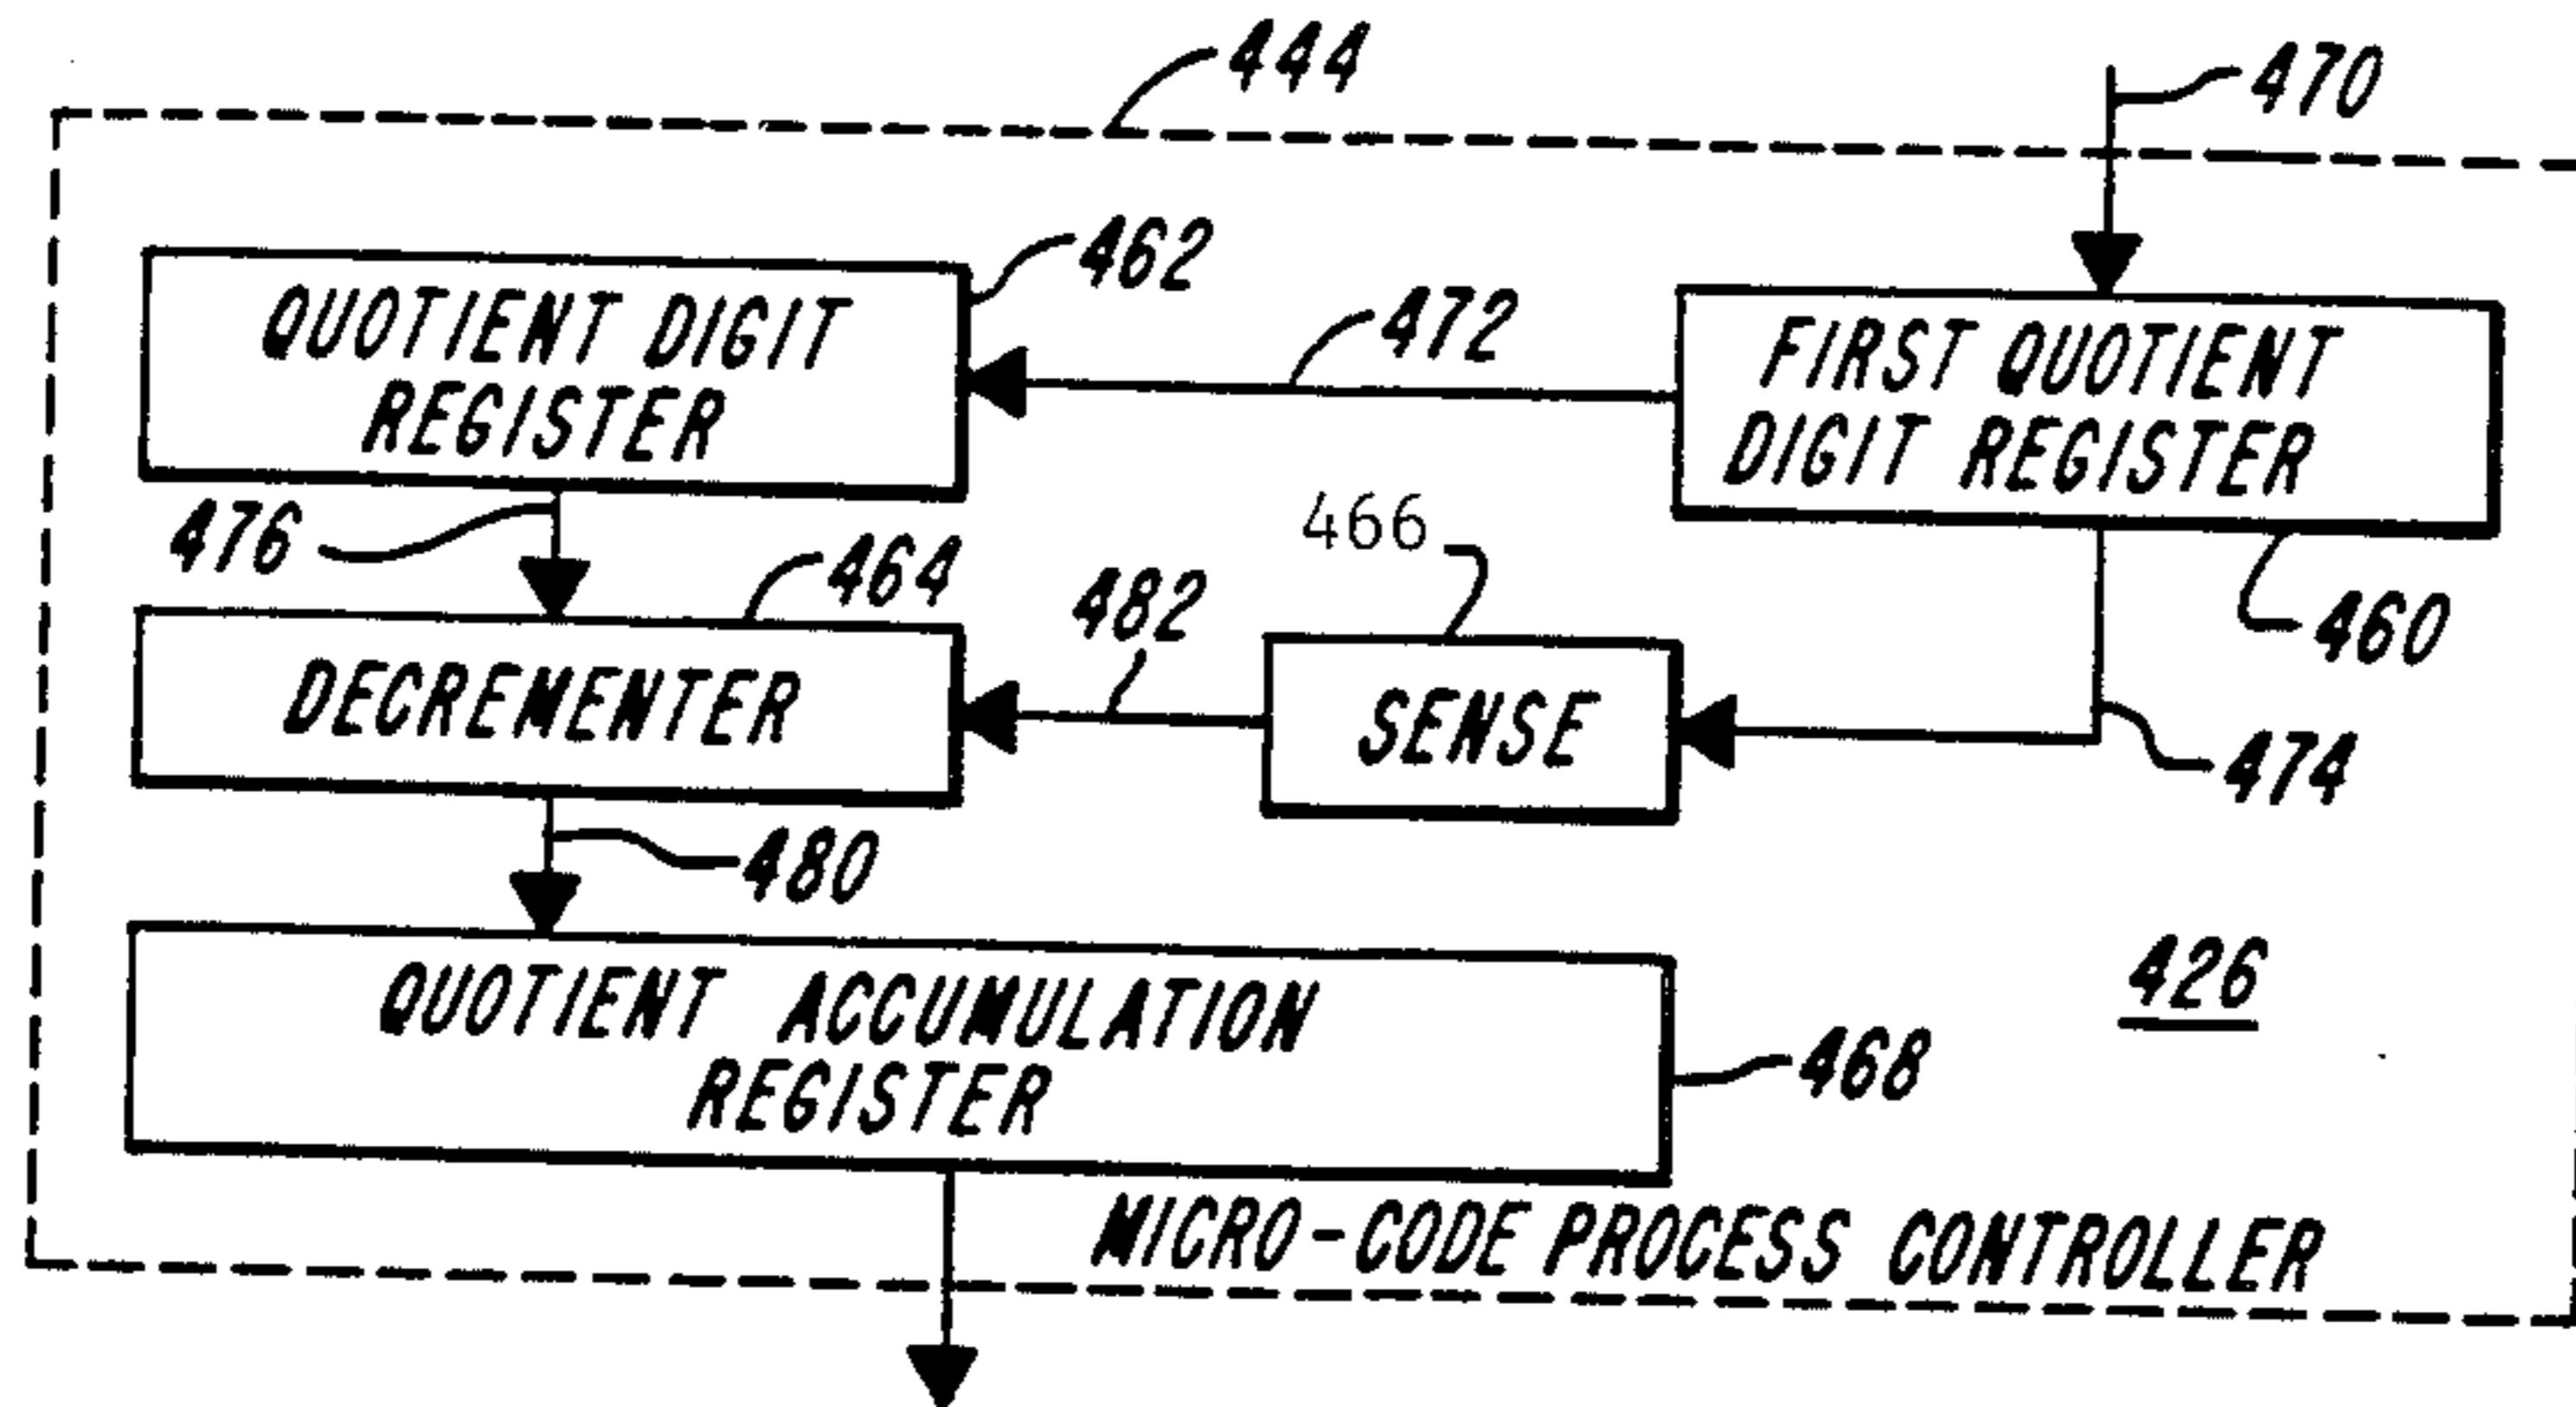 444
470
462
QUOTIENT DIGIT
REGISTER
472
FIRST QUOTIENT
DIGIT REGISTER
476
464
466
482
460
DECREMENTER
SENSE
474
480
QUOTIENT ACCUMULATION
REGISTER
426
468
MICRO-CODE PROCESS CONTROLLER